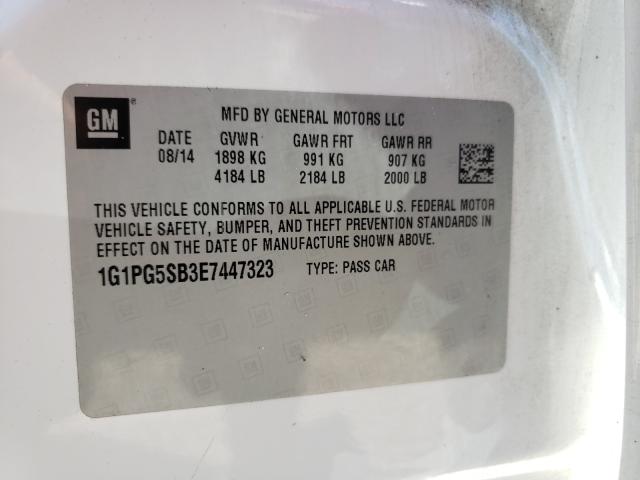 GM ®
MFD BY GENERAL MOTORS LLC
DATE GVWR GAWR FRT GAWR RR
08/14 1898 KG 991 KG 907 KG
4184 LB 2184 LB 2000 LB
THIS VEHICLE CONFORMS TO ALL APPLICABLE U.S. FEDERAL MOTOR
VEHICLE SAFETY, BUMPER, AND THEFT PREVENTION STANDARDS IN
EFFECT ON THE DATE OF MANUFACTURE SHOWN ABOVE.
1G1PG5SB3E7447323 TYPE: PASS CAR